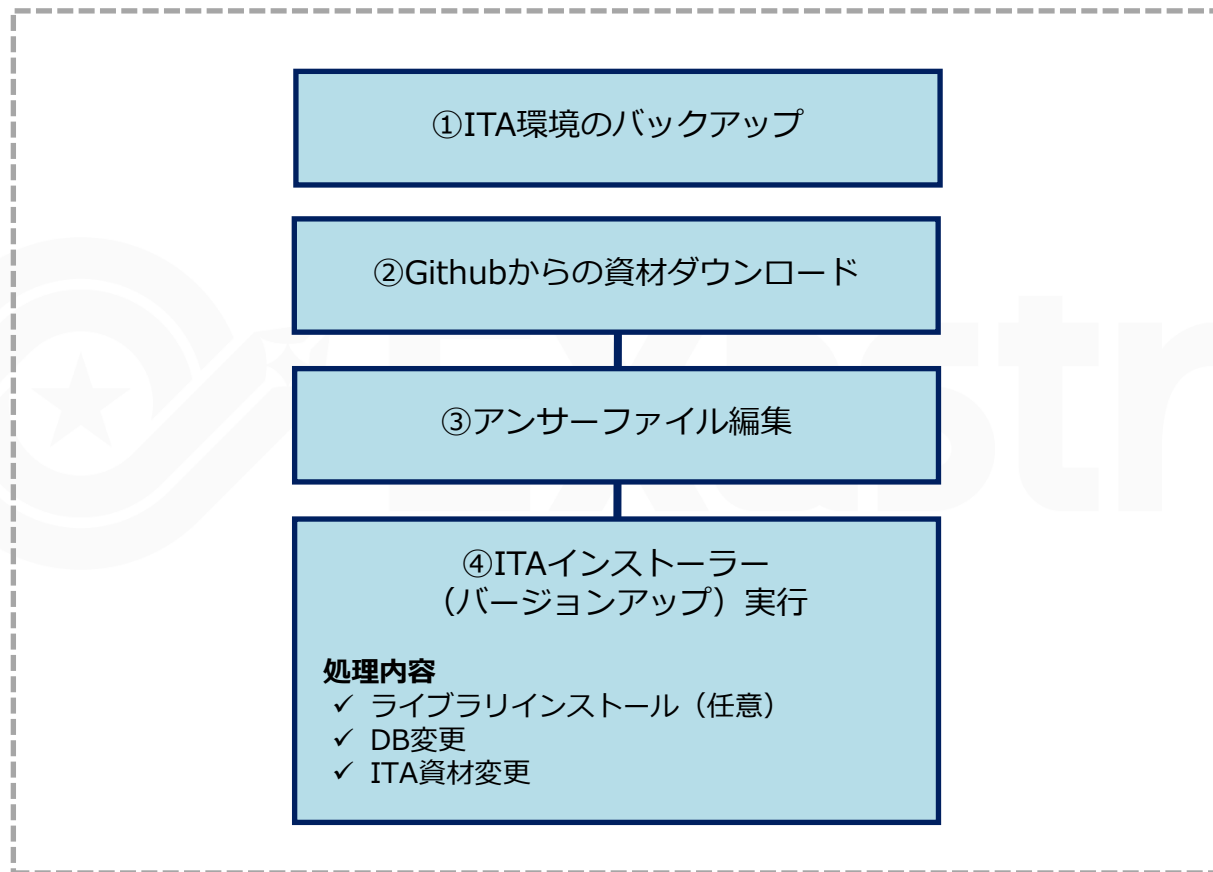 ①ITA環境のバックアップ
②Githubからの資材ダウンロード
③アンサーファイル編集
④ITAインストーラー
（バージョンアップ）実行
処理内容
✓ ライブラリインストール（任意）
✓ DB変更
✓ ITA資材変更